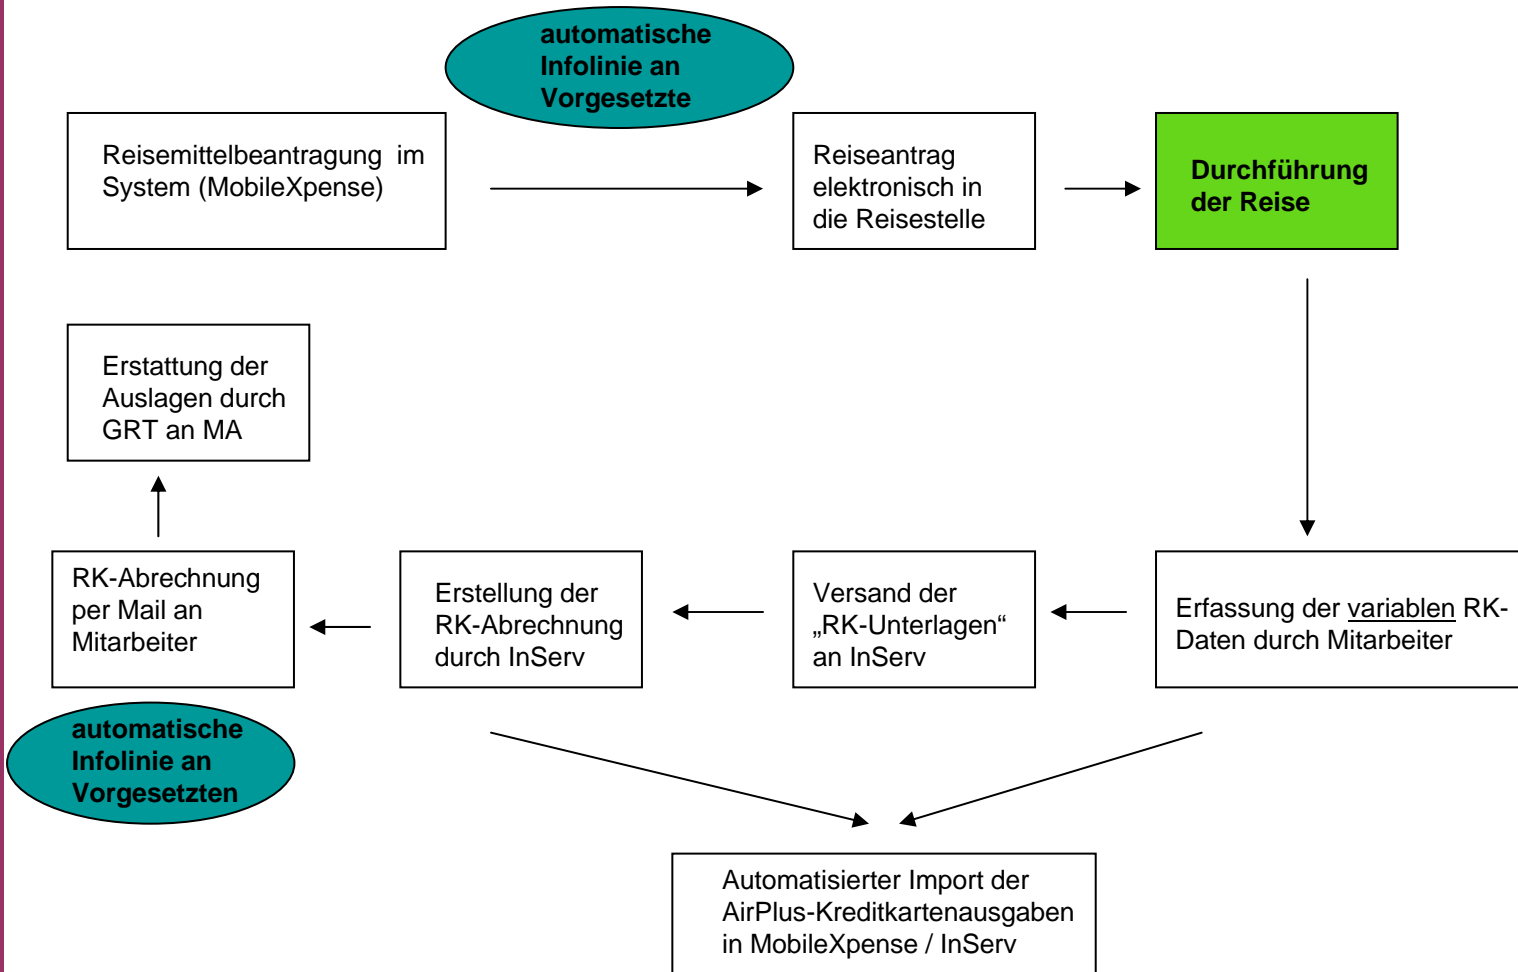 automatische
Infolinie an
Vorgesetzte
Reisemittelbeantragung im
System (MobileXpense)
Reiseantrag
elektronisch in
die Reisestelle
Durchführung
der Reise
Erstattung der
Auslagen durch
GRT an MA
RK-Abrechnung
per Mail an
Mitarbeiter
Erstellung der
RK-Abrechnung
durch InServ
Versand der
„RK-Unterlagen“
an InServ
Erfassung der variablen RK-
Daten durch Mitarbeiter
automatische
Infolinie an
Vorgesetzten
Automatisierter Import der
AirPlus-Kreditkartenausgaben
in MobileXpense / InServ